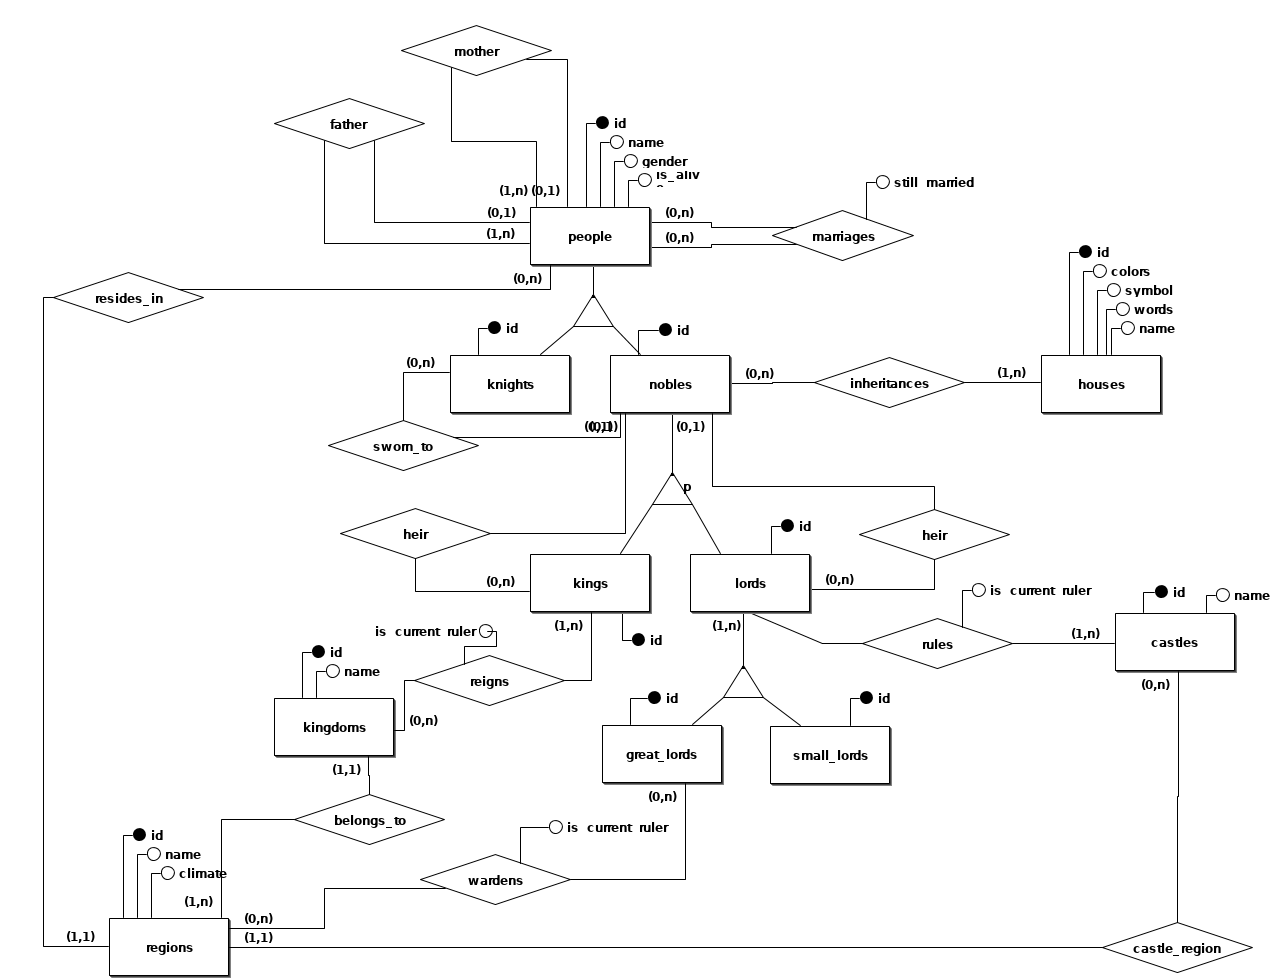 mother
father
id
name
gender
is_aliv
(1,n) (0,1)
still married
(0,1)
(0,n)
(1,n)
people
(0,n)
marriages
(0,n)
resides_in
id
colors
symbol
words
name
id
id
(0,n)
knights
nobles
(0,n)
inheritances
(1,n)
houses
(0,1)
sworn_to
p
heir
id
heir
(0,n)
kings
lords
(0,n)
is current ruler
id
name
(1,n)
(1,n)
is current ruler
id
rules
(1,n)
castles
id
name
reigns
(0,n)
(0,n)
kingdoms
id
id
great_lords
small_lords
(1,1)
(0,n)
belongs_to
is current ruler
id
name
climate
wardens
(1,n)
(0,n)
(1,1)
(1,1)
regions
castle_region